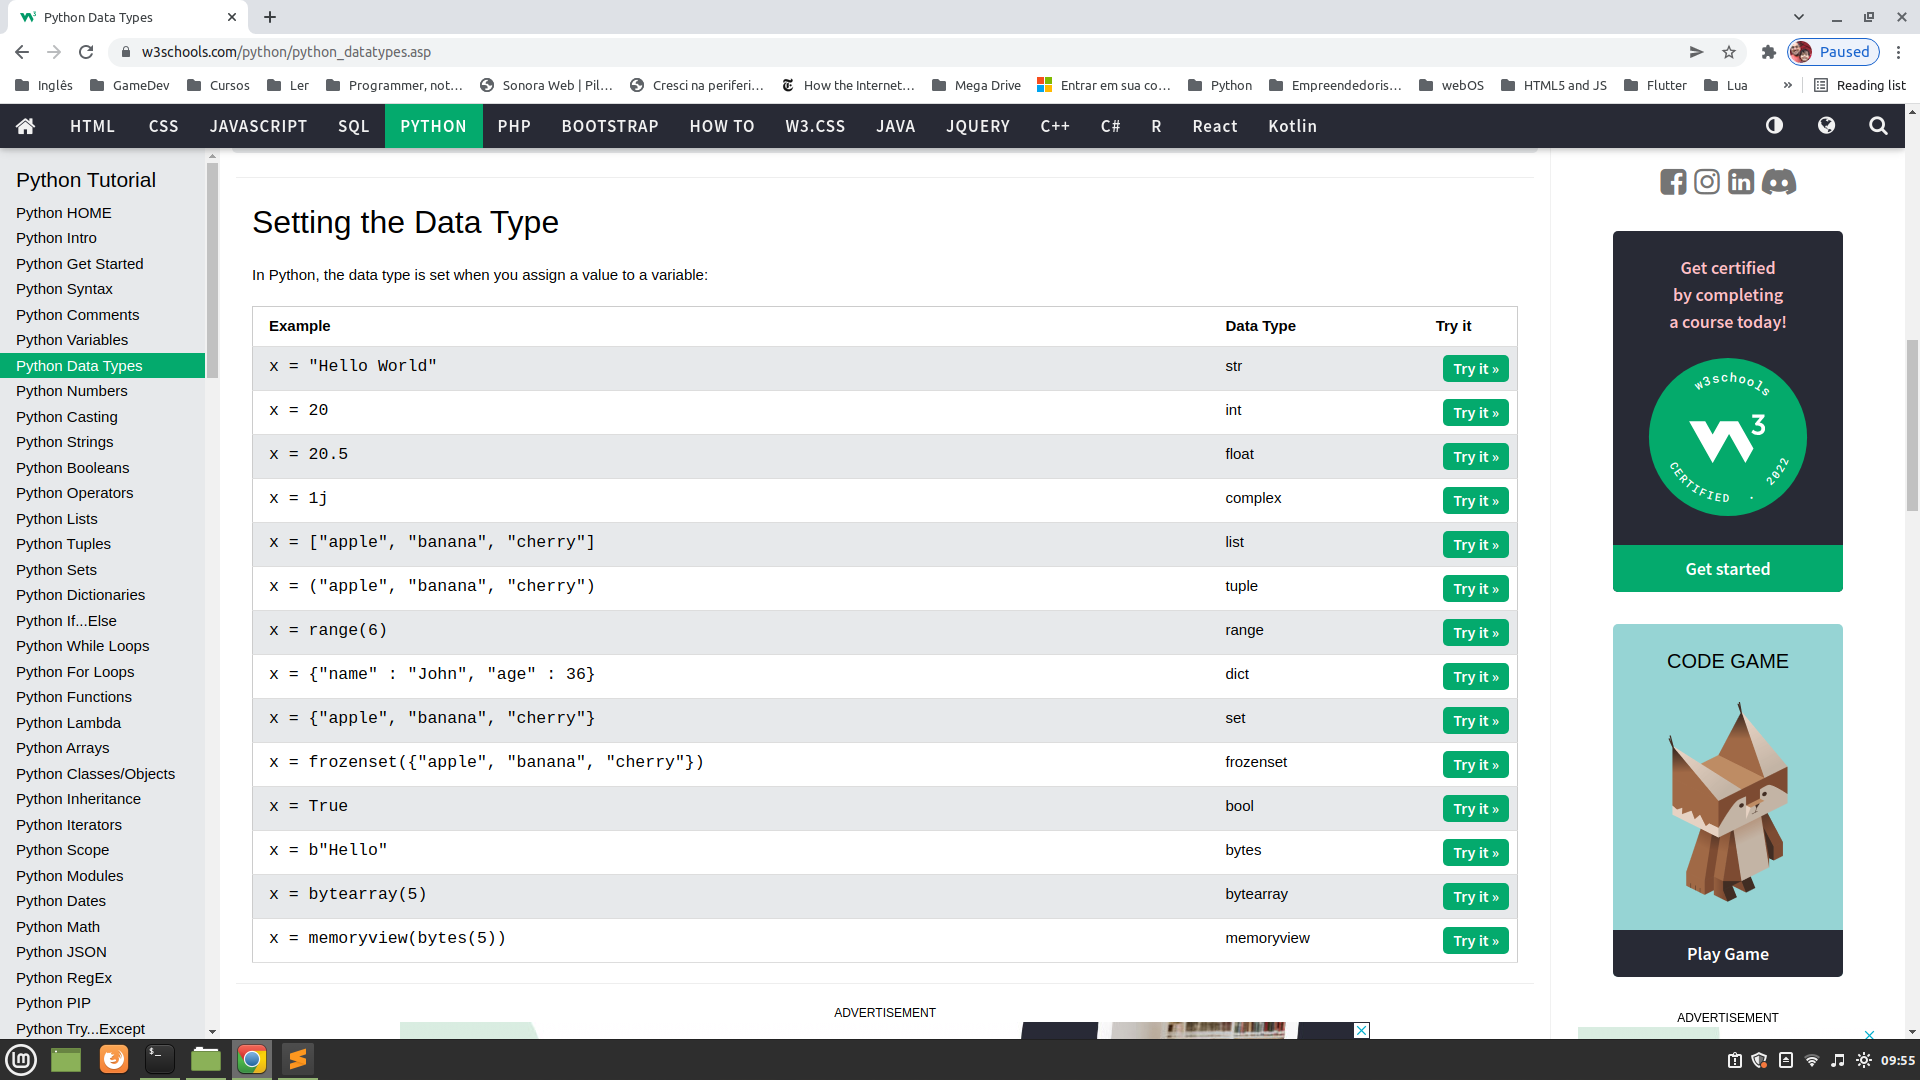 Python Data Types
w3schools.com/python/python_datatypes.asp
Paused
Inglês GameDev Cursos Ler Programmer, not... Sonora Web | Pil... Cresci na periferi... How the Internet... Mega Drive Entrar em sua co... Python Empreendedoris... webOS HTML5 and JS Flutter Lua » Reading list
HTML CSS JAVASCRIPT SQL PYTHON PHP BOOTSTRAP HOW TO W3.CSS JAVA JQUERY C++ C# R React Kotlin
Python Tutorial
Python HOME
Python Intro
Python Get Started
Python Syntax
Python Comments
Python Variables
Python Data Types
Python Numbers
Python Casting
Python Strings
Python Booleans
Python Operators
Python Lists
Python Tuples
Python Sets
Python Dictionaries
Python If...Else
Python While Loops
Python For Loops
Python Functions
Python Lambda
Python Arrays
Python Classes/Objects
Python Inheritance
Python Iterators
Python Scope
Python Modules
Python Dates
Python Math
Python JSON
Python RegEx
Python PIP
Python Try...Except
Setting the Data Type
In Python, the data type is set when you assign a value to a variable:
Example Data Type Try it
x = "Hello World" str Try it »
x = 20 int Try it »
x = 20.5 float Try it »
x = 1j complex Try it »
x = ["apple", "banana", "cherry"] list Try it »
x = ("apple", "banana", "cherry") tuple Try it »
x = range(6) range Try it »
x = {"name" : "John", "age" : 36} dict Try it »
x = {"apple", "banana", "cherry"} set Try it »
x = frozenset({"apple", "banana", "cherry"}) frozenset Try it »
x = True bool Try it »
x = b"Hello" bytes Try it »
x = bytearray(5) bytearray Try it »
x = memoryview(bytes(5)) memoryview Try it »
ADVERTISEMENT
Get certified
by completing
a course today!
w3schools
W3
CERTIFIED . 2022
Get started
CODE GAME
Play Game
ADVERTISEMENT
09:55